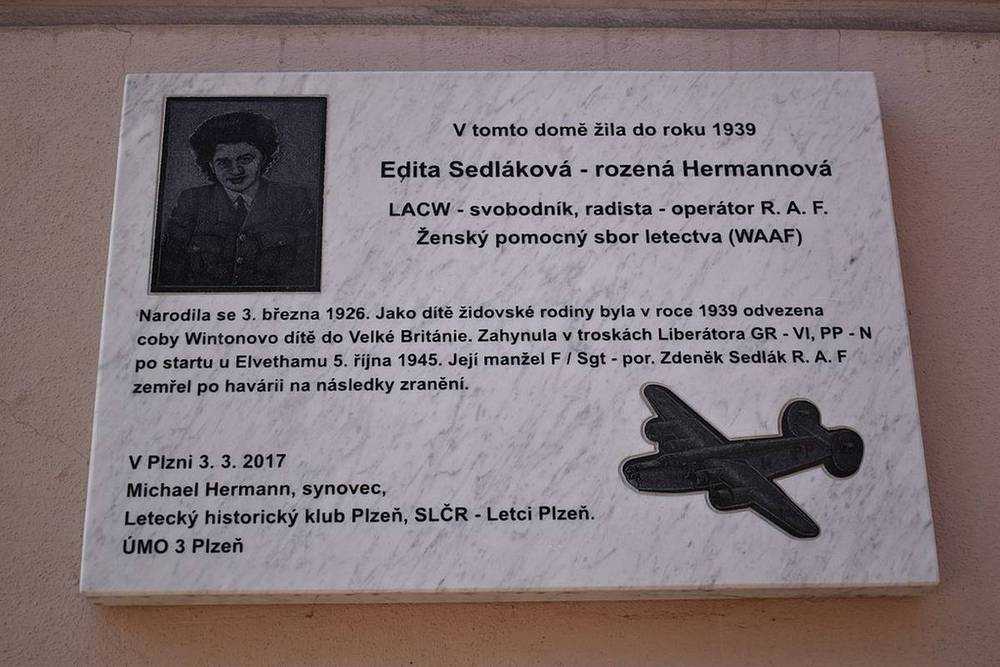 V tomto domě žila do roku 1939
Edita Sedláková - rozená Hermannová
LACW - svobodník, radista - operátor R. A. F.
Ženský pomocný sbor letectva (WAAF)
Narodila se 3. března 1926. Jako dítě židovské rodiny byla v roce 1939 odvezena
coby Wintonovo dítě do Velké Británie. Zahynula v troskách Liberátora GR - VI, PP - N
po startu u Elvethamu 5. října 1945. Její manžel F / Sgt - por. Zdeněk Sedlák R. A. F
zemřel po havárii na následky zranění.
V Plzni 3. 3. 2017
Michael Hermann, synovec,
Letecký historický klub Plzeň, SLČR - Letci Plzeň.
ÚMO 3 Plzeň